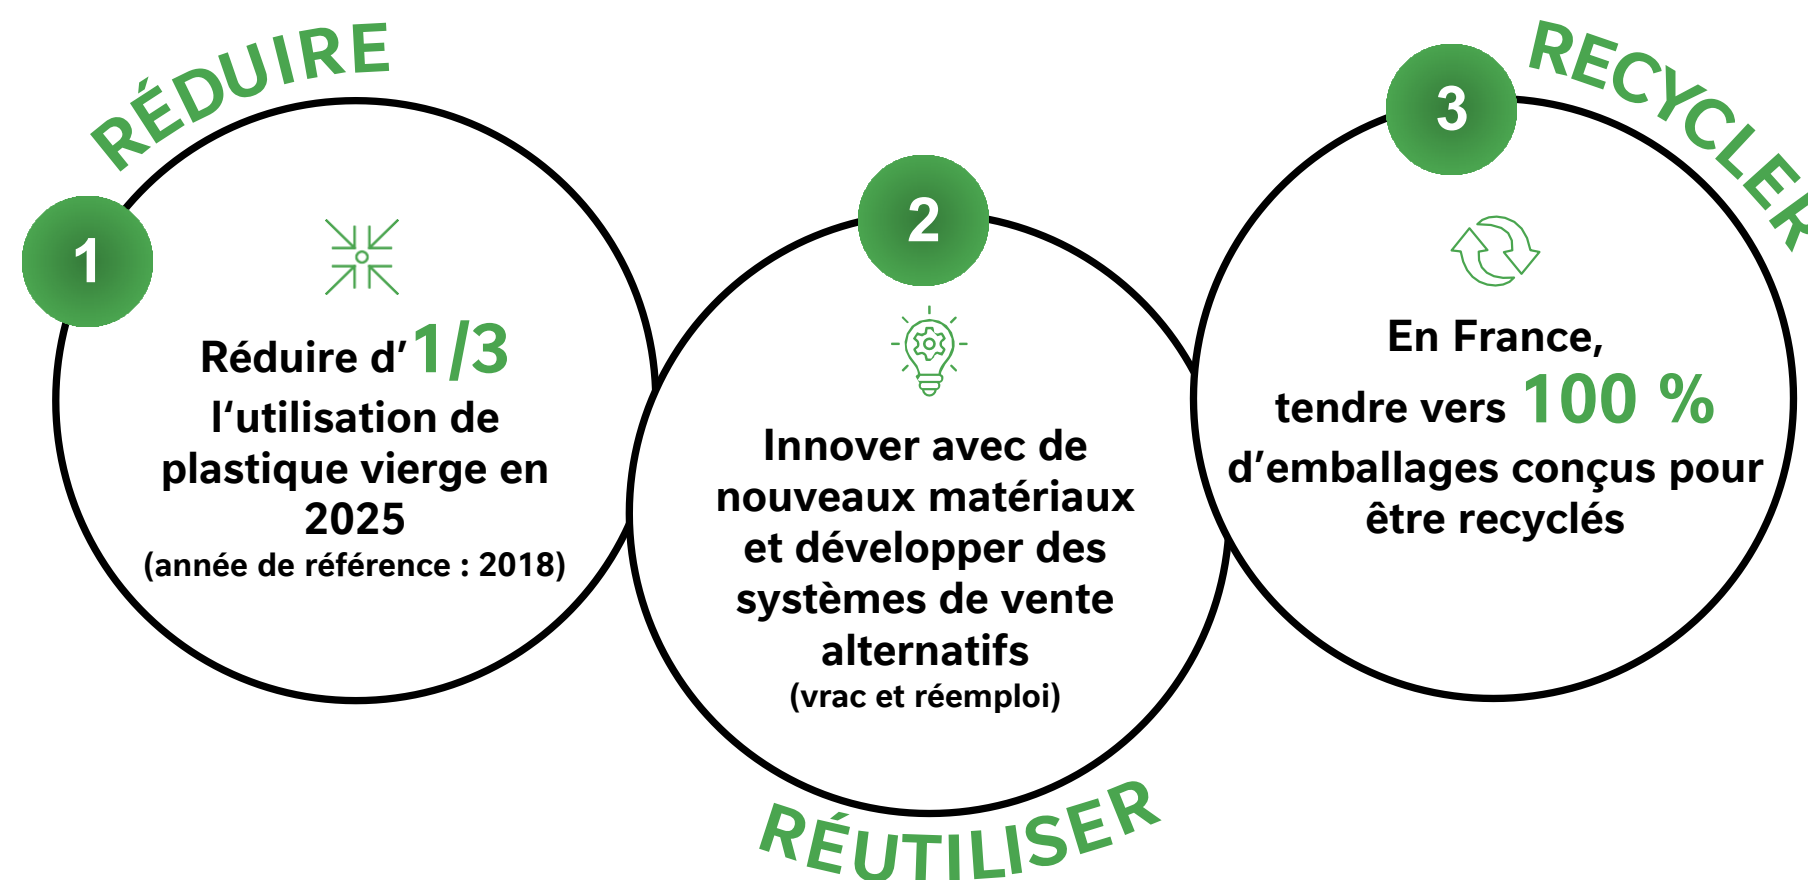 RÉDUIRE
1
Réduire d’1/3
l‘utilisation de
plastique vierge en
2025
(année de référence : 2018)
2
Innover avec de
nouveaux matériaux
et développer des
systèmes de vente
alternatifs
(vrac et réemploi)
RÉUTILISER
RECYCLER
3
En France,
tendre vers 100 %
d’emballages conçus pour
être recyclés